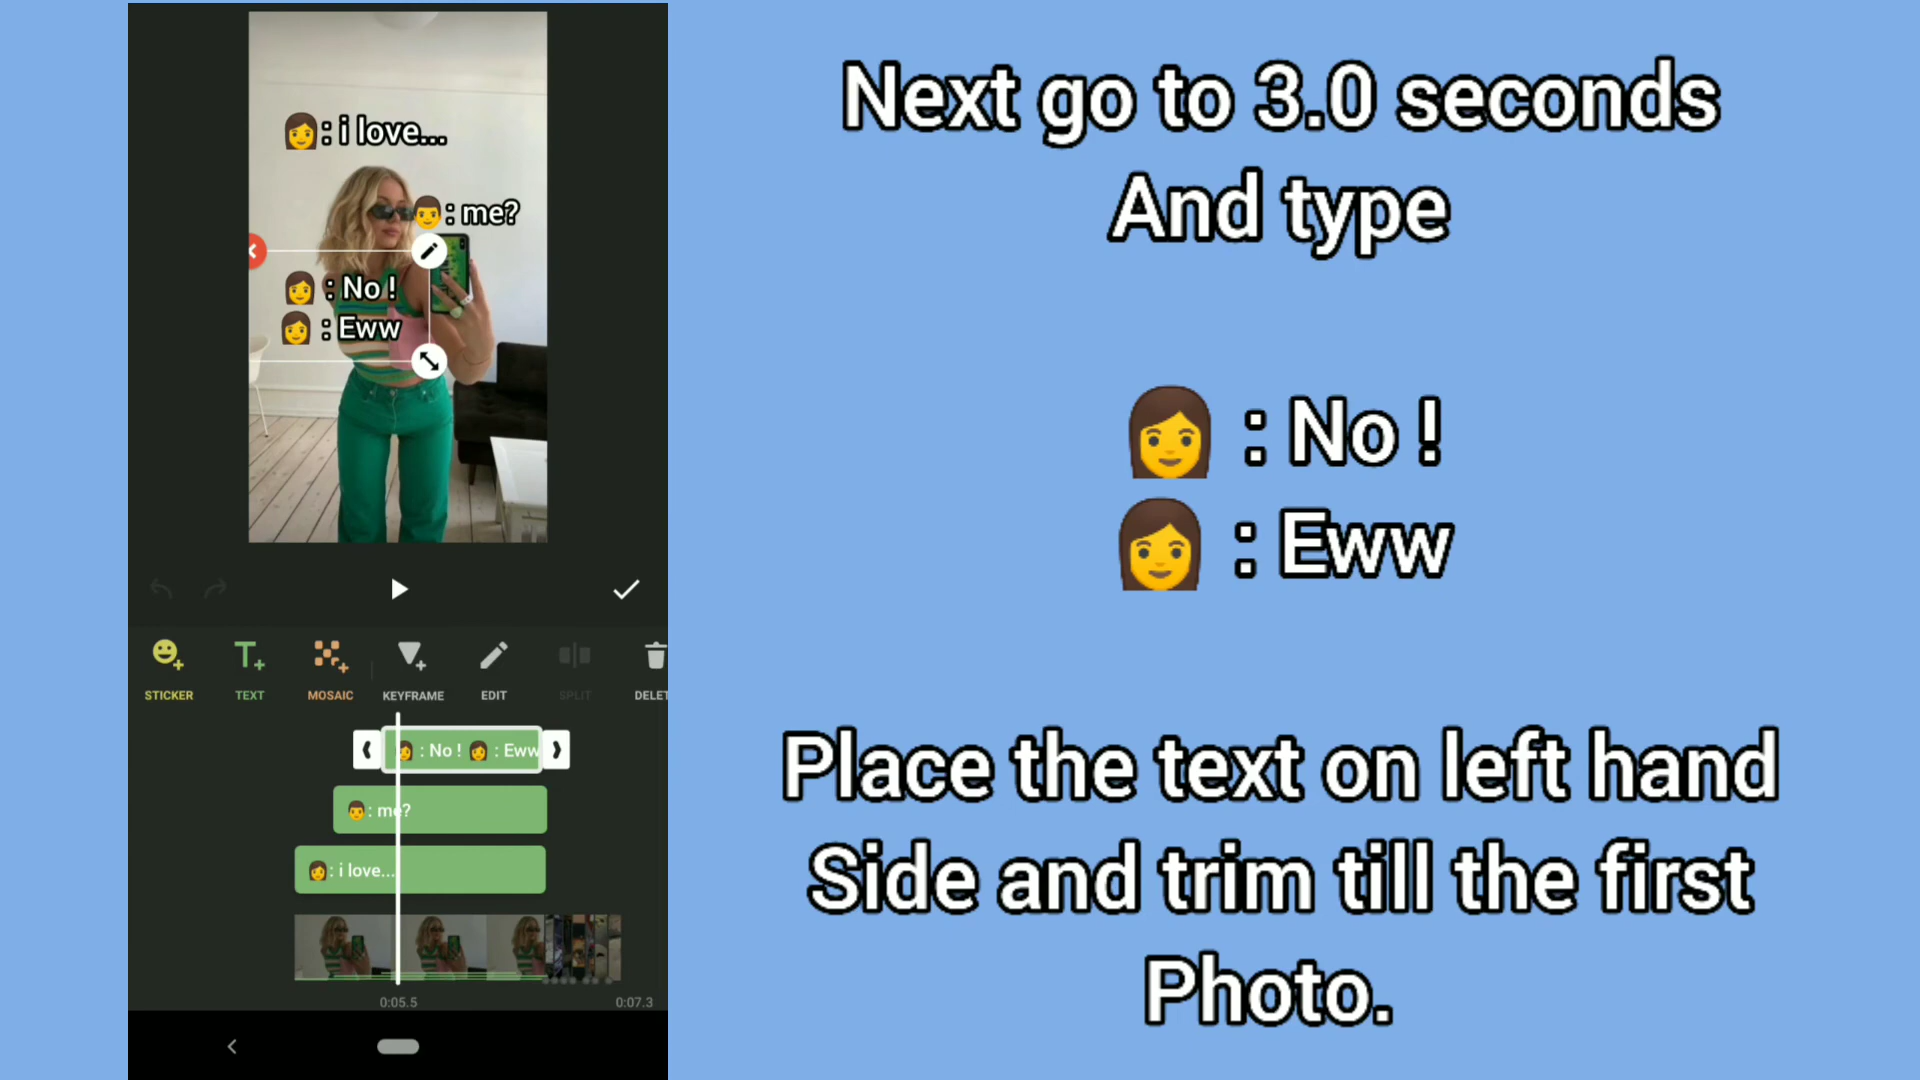 👩: i love...
👨: me?
👩 : No !
👩 : Eww
STICKER
TEXT
MOSAIC
KEYFRAME
EDIT
SPLIT
DELET
👩 : No ! 👩 : Eww
👨: me?
👩: i love...
0:05.5
0:07.3
Next go to 3.0 seconds
And type
👩 : No !
👩 : Eww
Place the text on left hand
Side and trim till the first
Photo.